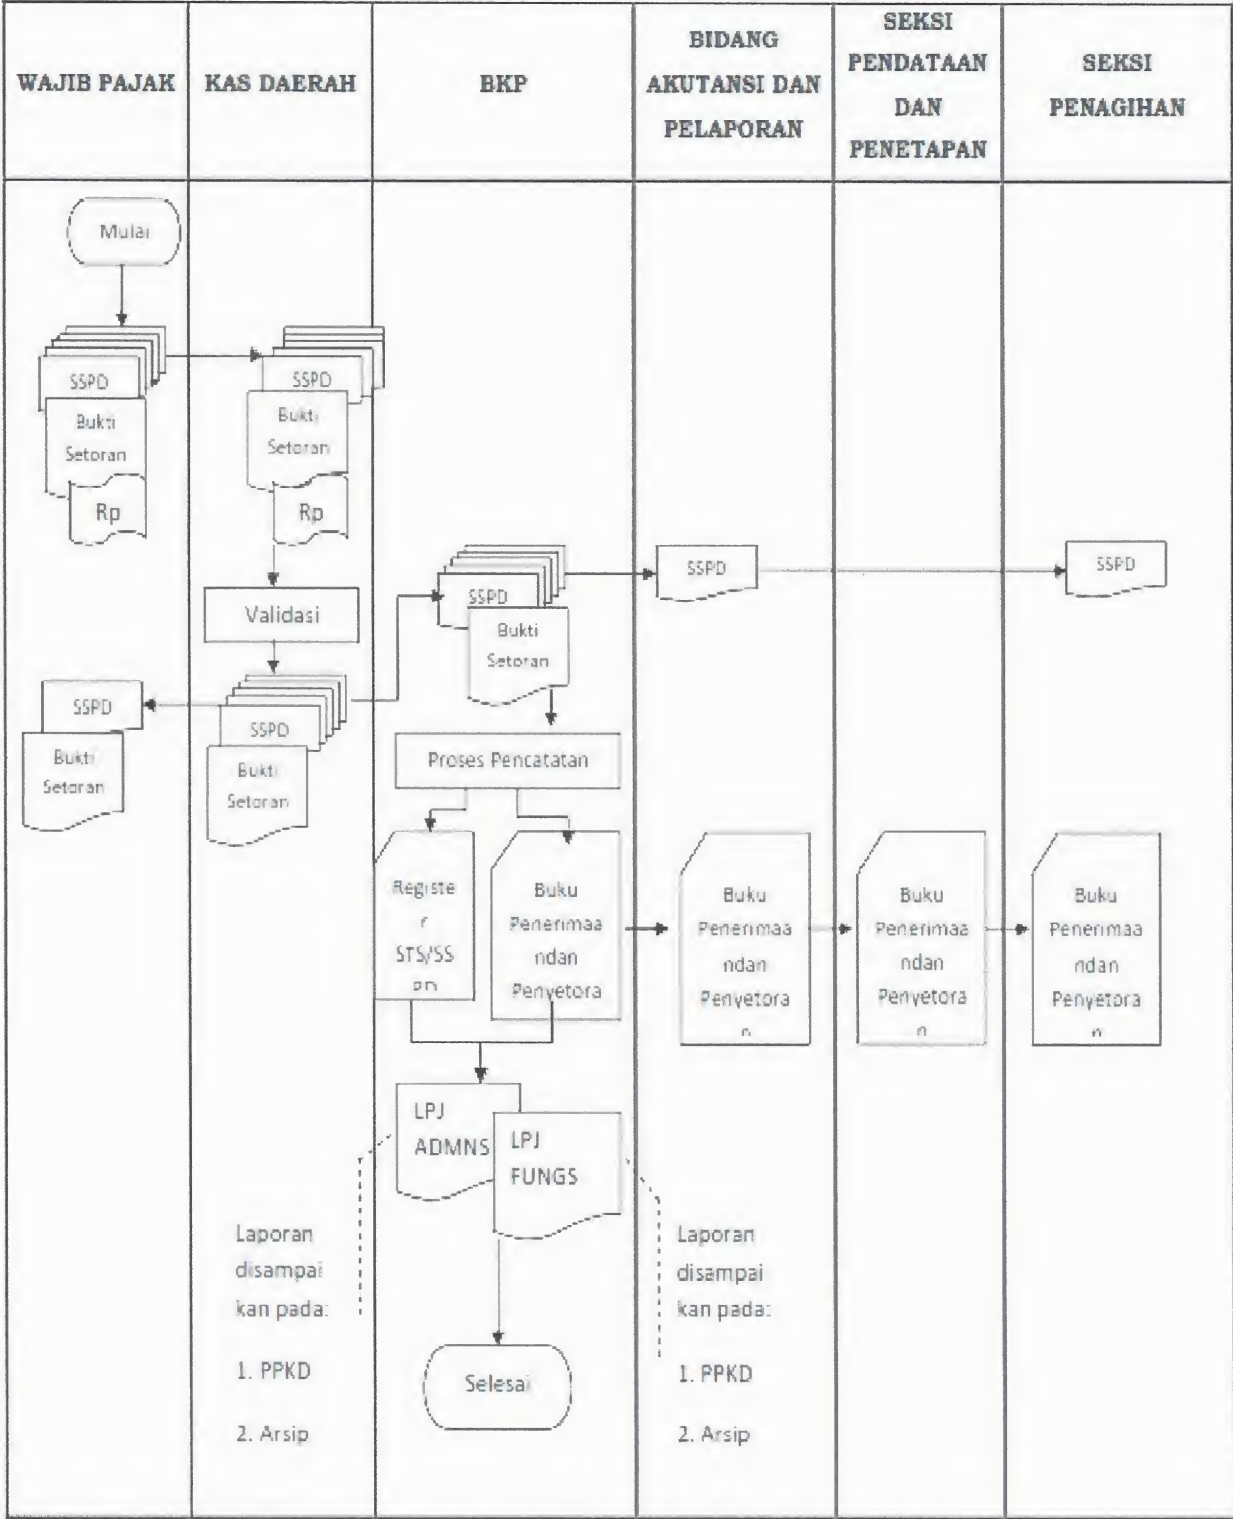 WAJIB PAJAK
KAS DAERAH
BKP
BIDANG
AKUTANSI DAN
PELAPORAN
SEKSI
PENDATAAN
DAN
PENETAPAN
SEKSI
PENAGIHAN
Mulai
SSPD
Bukti
Setoran
Rp
SSPD
Bukti
Setoran
Rp
Validasi
SSPD
Bukti
Setoran
SSPD
SSPD
SSPD
Bukti
Setoran
SSPD
Bukti
Setoran
Proses Pencatatan
Registe
r
STS/SS
PD
Buku
Penerimaa
ndan
Penyetora
Buku
Penerimaa
ndan
Penyetora
n
Buku
Penerimaa
ndan
Penyetora
n
Buku
Penerimaa
ndan
Penyetora
n
LPJ
ADMNS
LPJ
FUNGS
Laporan
disampai
kan pada:
1. PPKD
2. Arsip
Selesai
Laporan
disampai
kan pada:
1. PPKD
2. Arsip